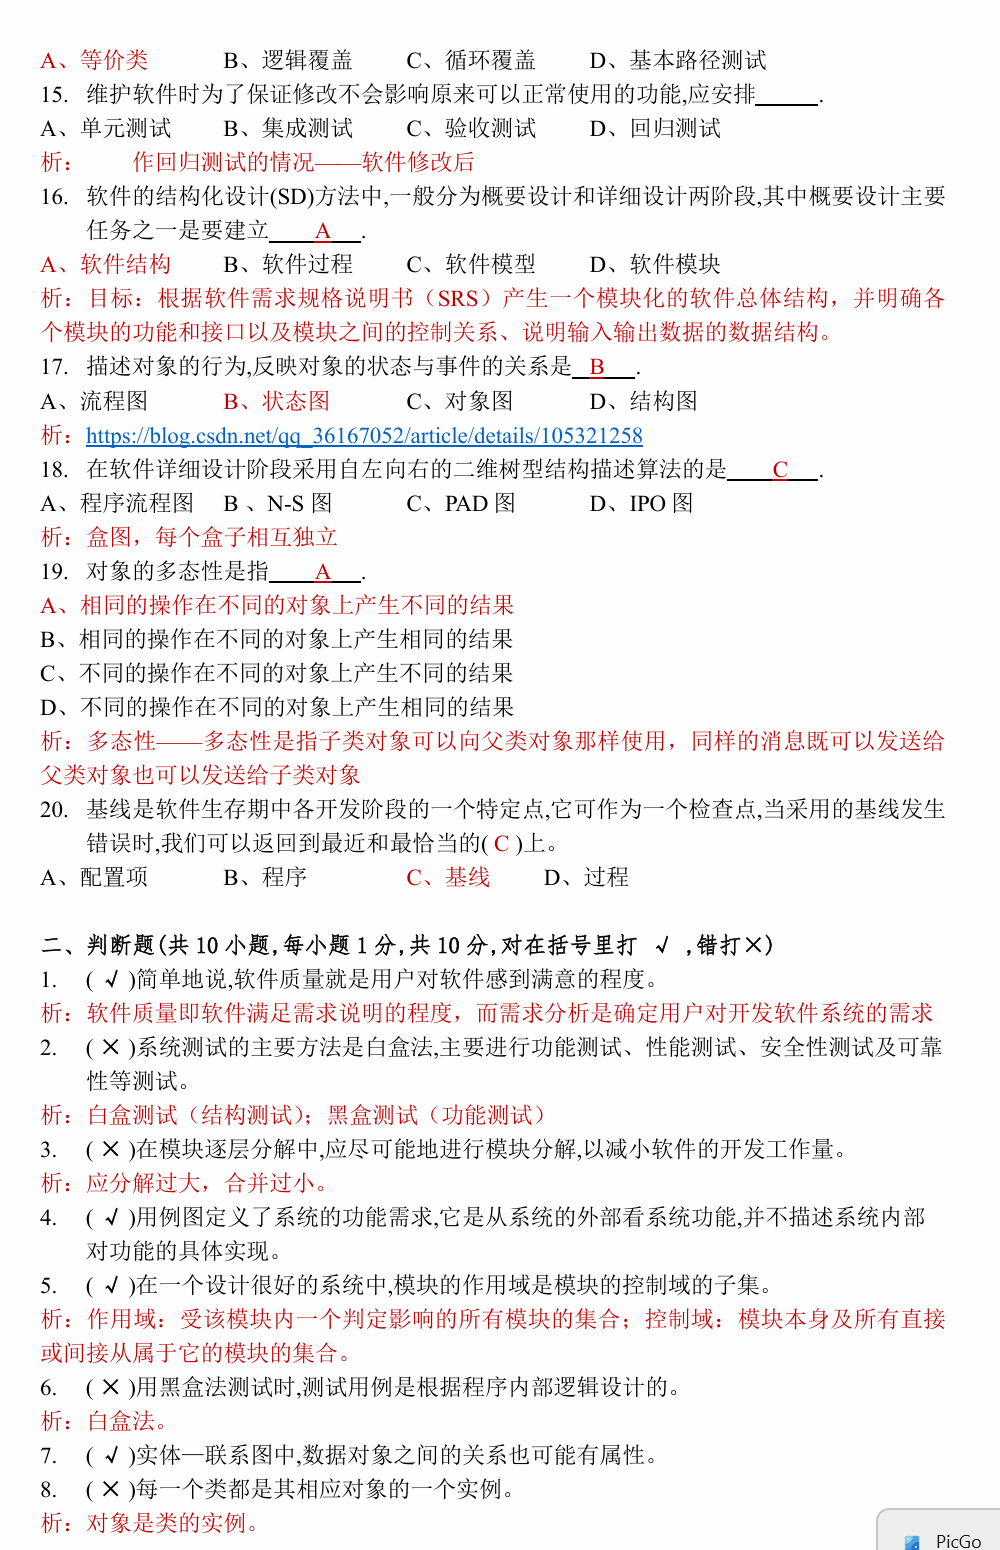 A、等价类 B、逻辑覆盖 C、循环覆盖 D、基本路径测试
15. 维护软件时为了保证修改不会影响原来可以正常使用的功能,应安排______.
A、单元测试 B、集成测试 C、验收测试 D、回归测试
析： 作回归测试的情况——软件修改后
16. 软件的结构化设计(SD)方法中,一般分为概要设计和详细设计两阶段,其中概要设计主要
任务之一是要建立____A___.
A、软件结构 B、软件过程 C、软件模型 D、软件模块
析：目标：根据软件需求规格说明书（SRS）产生一个模块化的软件总体结构，并明确各
个模块的功能和接口以及模块之间的控制关系、说明输入输出数据的数据结构。
17. 描述对象的行为,反映对象的状态与事件的关系是__B___.
A、流程图 B、状态图 C、对象图 D、结构图
析：https://blog.csdn.net/qq_36167052/article/details/105321258
18. 在软件详细设计阶段采用自左向右的二维树型结构描述算法的是____C___.
A、程序流程图 B 、N-S 图 C、PAD 图 D、IPO 图
析：盒图，每个盒子相互独立
19. 对象的多态性是指____A___.
A、相同的操作在不同的对象上产生不同的结果
B、相同的操作在不同的对象上产生相同的结果
C、不同的操作在不同的对象上产生不同的结果
D、不同的操作在不同的对象上产生相同的结果
析：多态性——多态性是指子类对象可以向父类对象那样使用，同样的消息既可以发送给
父类对象也可以发送给子类对象
20. 基线是软件生存期中各开发阶段的一个特定点,它可作为一个检查点,当采用的基线发生
错误时,我们可以返回到最近和最恰当的( C )上。
A、配置项 B、程序 C、基线 D、过程
二、判断题(共 10 小题,每小题 1 分,共 10 分,对在括号里打 √ ,错打×)
1. ( √ )简单地说,软件质量就是用户对软件感到满意的程度。
析：软件质量即软件满足需求说明的程度，而需求分析是确定用户对开发软件系统的需求
2. ( × )系统测试的主要方法是白盒法,主要进行功能测试、性能测试、安全性测试及可靠
性等测试。
析：白盒测试（结构测试）；黑盒测试（功能测试）
3. ( × )在模块逐层分解中,应尽可能地进行模块分解,以减小软件的开发工作量。
析：应分解过大，合并过小。
4. ( √ )用例图定义了系统的功能需求,它是从系统的外部看系统功能,并不描述系统内部
对功能的具体实现。
5. ( √ )在一个设计很好的系统中,模块的作用域是模块的控制域的子集。
析：作用域：受该模块内一个判定影响的所有模块的集合；控制域：模块本身及所有直接
或间接从属于它的模块的集合。
6. ( × )用黑盒法测试时,测试用例是根据程序内部逻辑设计的。
析：白盒法。
7. ( √ )实体—联系图中,数据对象之间的关系也可能有属性。
8. ( × )每一个类都是其相应对象的一个实例。
析：对象是类的实例。
PicGo